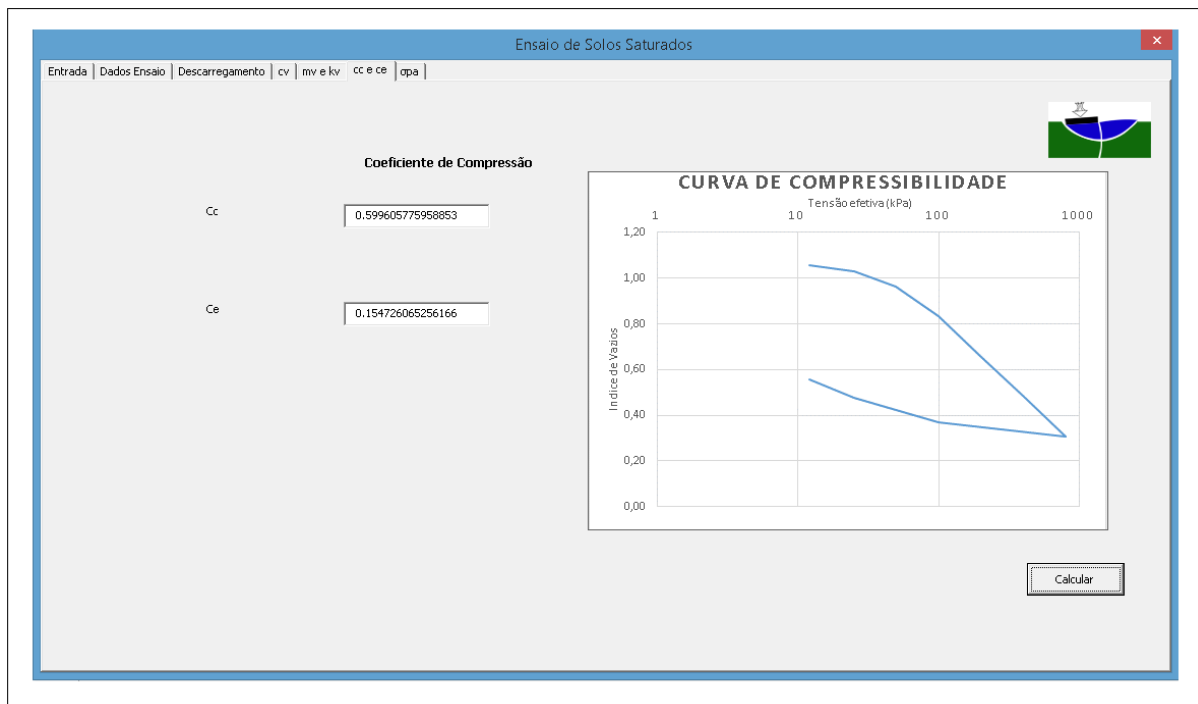 Ensaio de Solos Saturados
Entrada
Dados Ensaio
Descarregamento
cv
mv e kv
cc e ce
σpa
Coeficiente de Compressão
Cc
0.599605775958853
Ce
0.154726065256166
CURVA DE COMPRESSIBILIDADE
Tensão efetiva (kPa)
1 10 100 1000
1,20
1,00
0,80
0,60
0,40
0,20
0,00
Indice de Vazios
Calcular